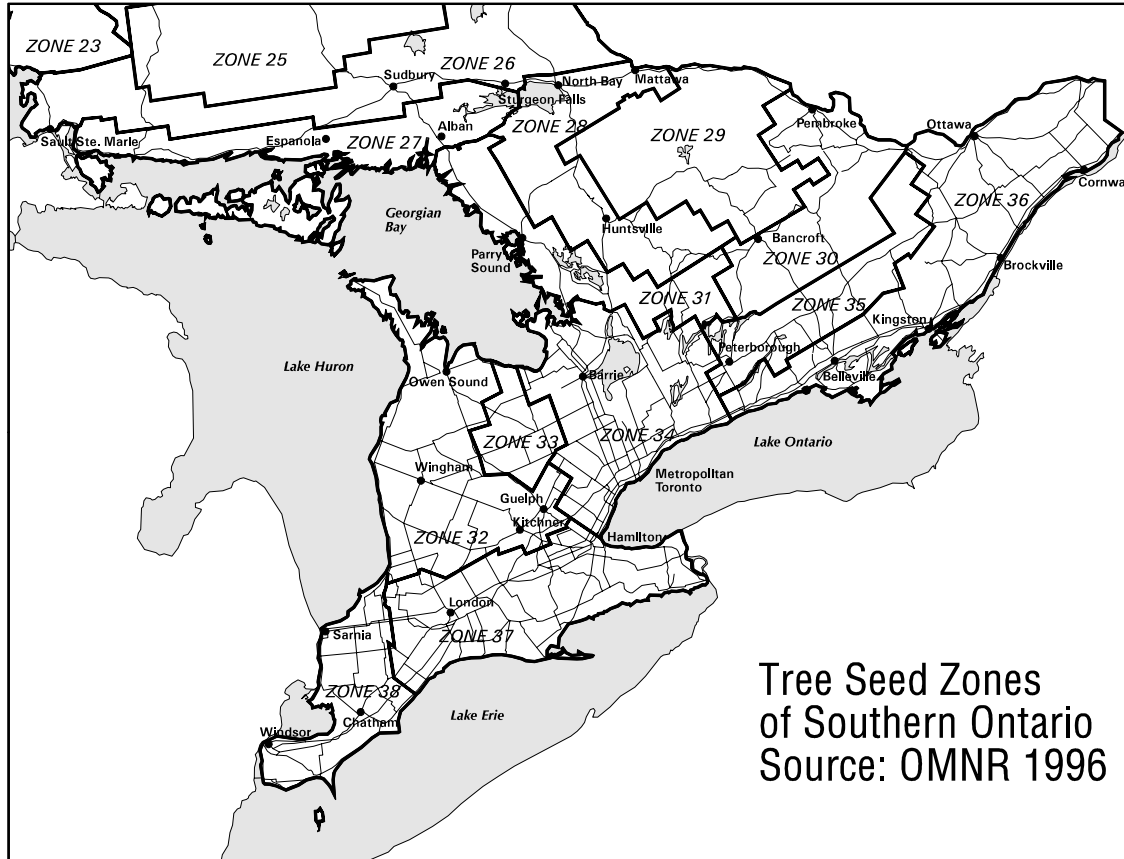 ZONE 23
ZONE 25
ZONE 26
Sudbury
North Bay
Mattawa
Sturgeon Falls
Pembroke
Ottawa
Sault Ste. Marle
Espanola
ZONE 27
Alban
ZONE 28
ZONE 29
Cornwa
ZONE 36
Georgian
Bay
Huntsville
Bancroft
ZONE 30
Parry
Sound
Brockville
ZONE 31
ZONE 35
Kingston
Peterborough
Lake Huron
Owen Sound
Barrie
Belleville
ZONE 33
ZONE 34
Lake Ontario
Wingham
Metropolitan
Toronto
Guelph
Kitchner
ZONE 32
Hamilton
London
Sarnia
ZONE 37
ZONE 38
Chatham
Lake Erie
Windsor
Tree Seed Zones
of Southern Ontario
Source: OMNR 1996